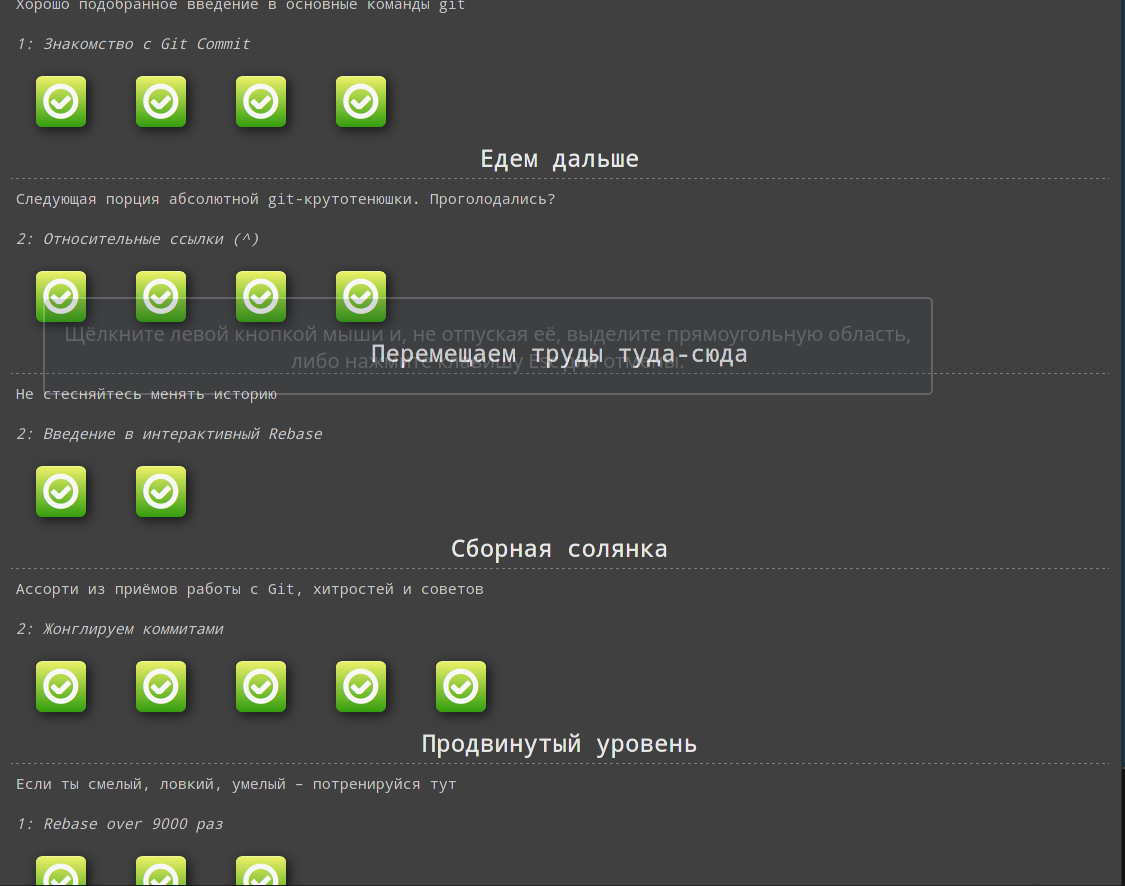 Хорошо подобранное введение в основные команды git
1: Знакомство с Git Commit
Едем дальше
Следующая порция абсолютной git-крутотенюшки. Проголодались?
2: Относительные ссылки (^)
Щёлкните левой кнопкой мыши и, не отпуская её, выделите прямоугольную область,
либо нажмите клавишу Esc для отмены.
Перемещаем труды туда-сюда
Не стесняйтесь менять историю
2: Введение в интерактивный Rebase
Сборная солянка
Ассорти из приёмов работы с Git, хитростей и советов
2: Жонглируем коммитами
Продвинутый уровень
Если ты смелый, ловкий, умелый – потренируйся тут
1: Rebase over 9000 раз